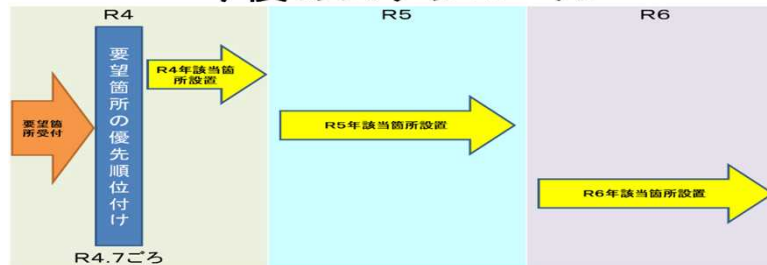 R4
R5
R6
要望箇
所受付
要望箇所の優先順位付け
R4年該当箇
所設置
R5年該当箇所設置
R6年該当箇所設置
R4.7ごろ